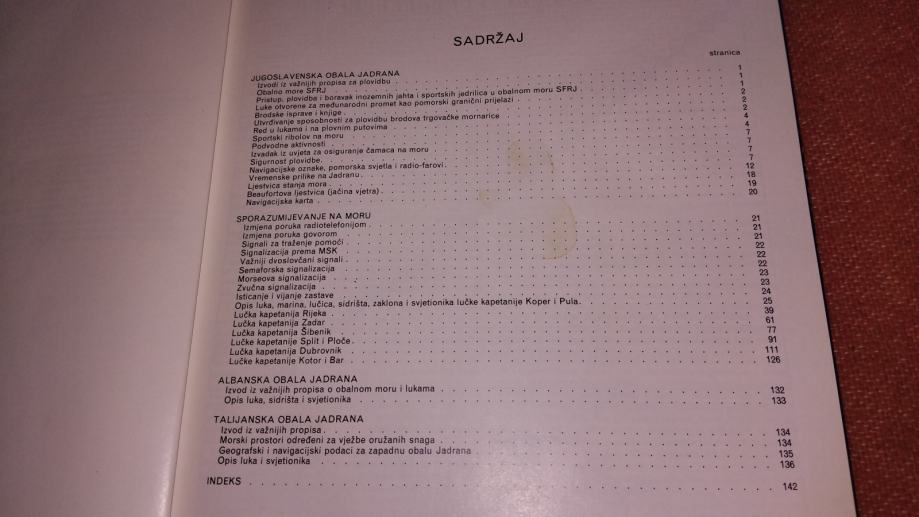 SADRŽAJ
stranica
JUGOSLAVENSKA OBALA JADRANA
Izvodi iz važnijih propisa za plovidbu . . . 1
Obalno more SFRJ . . . 1
Pristup, plovidba i boravak inozemnih jahta i sportskih jedrilica u obalnom moru SFRJ . . . 1
Luke otvorene za međunarodni promet kao pomorski granični prijelazi . . . 2
Brodske isprave i knjige . . . 2
Utvrđivanje sposobnosti za plovidbu brodova trgovačke mornarice . . . 2
Red u lukama i na plovnim putovima . . . 4
Sportski ribolov na moru . . . 4
Podvodne aktivnosti . . . 7
Izvadak iz uvjeta za osiguranje čamaca na moru . . . 7
Sigurnost plovidbe. . . . 7
Navigacijske oznake, pomorska svjetla i radio-farovi. . . . 7
Vremenske prilike na Jadranu. . . . 12
Ljestvica stanja mora . . . 18
Beaufortova ljestvica (jačina vjetra) . . . 19
Navigacijska karta . . . 20
SPORAZUMIJEVANJE NA MORU
Izmjena poruka radiotelefonijom . . . 21
Izmjena poruka govorom . . . 21
Signali za traženje pomoći . . . 21
Signalizacija prema MSK . . . 22
Važniji dvoslovčani signali . . . 22
Semaforska signalizacija . . . 22
Morseova signalizacija . . . 23
Zvučna signalizacija . . . 23
Isticanje i vijanje zastave . . . 24
Opis luka, marina, lučica, sidrišta, zaklona i svjetionika lučke kapetanije Koper i Pula. . . . 25
Lučka kapetanija Rijeka . . . 39
Lučka kapetanija Zadar . . . 61
Lučka kapetanija Šibenik . . . 77
Lučke kapetanije Split i Ploče. . . . 91
Lučka kapetanija Dubrovnik . . . 111
Lučke kapetanije Kotor i Bar . . . 126
ALBANSKA OBALA JADRANA
Izvod iz važnijih propisa o obalnom moru i lukama . . . 132
Opis luka, sidrišta i svjetionika . . . 133
TALIJANSKA OBALA JADRANA
Izvod iz važnijih propisa. . . . 134
Morski prostori određeni za vježbe oružanih snaga . . . 134
Geografski i navigacijski podaci za zapadnu obalu Jadrana . . . 135
Opis luka i svjetionika . . . 136
INDEKS . . . 142